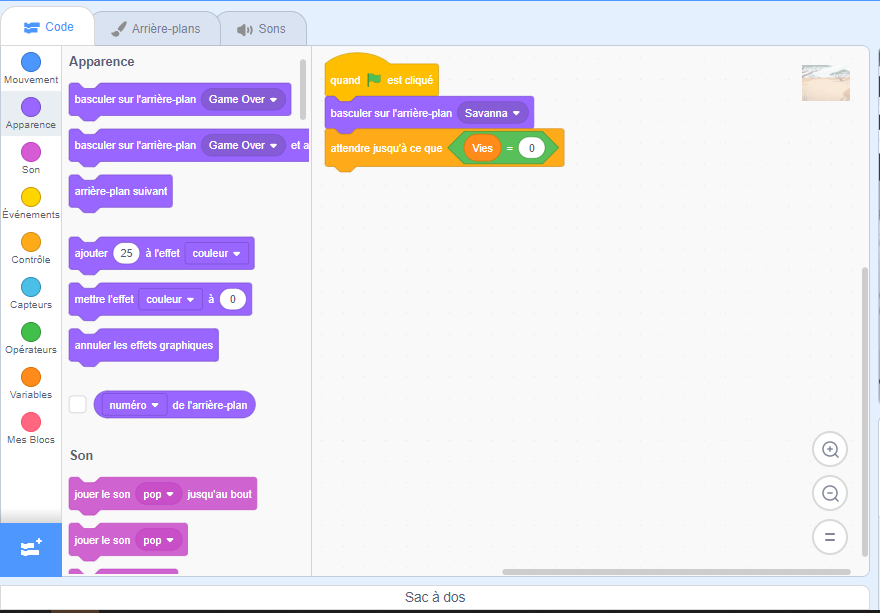 Code
Arrière-plans
Sons
Mouvement
Apparence
Son
Événements
Contrôle
Capteurs
Opérateurs
Variables
Mes Blocs
Apparence
basculer sur l'arrière-plan Game Over
basculer sur l'arrière-plan Game Over et a
arrière-plan suivant
ajouter 25 à l'effet couleur
mettre l'effet couleur à 0
annuler les effets graphiques
numéro de l'arrière-plan
Son
jouer le son pop jusqu'au bout
jouer le son pop
quand est cliqué
basculer sur l'arrière-plan Savanna
attendre jusqu'à ce que Vies = 0
Sac à dos